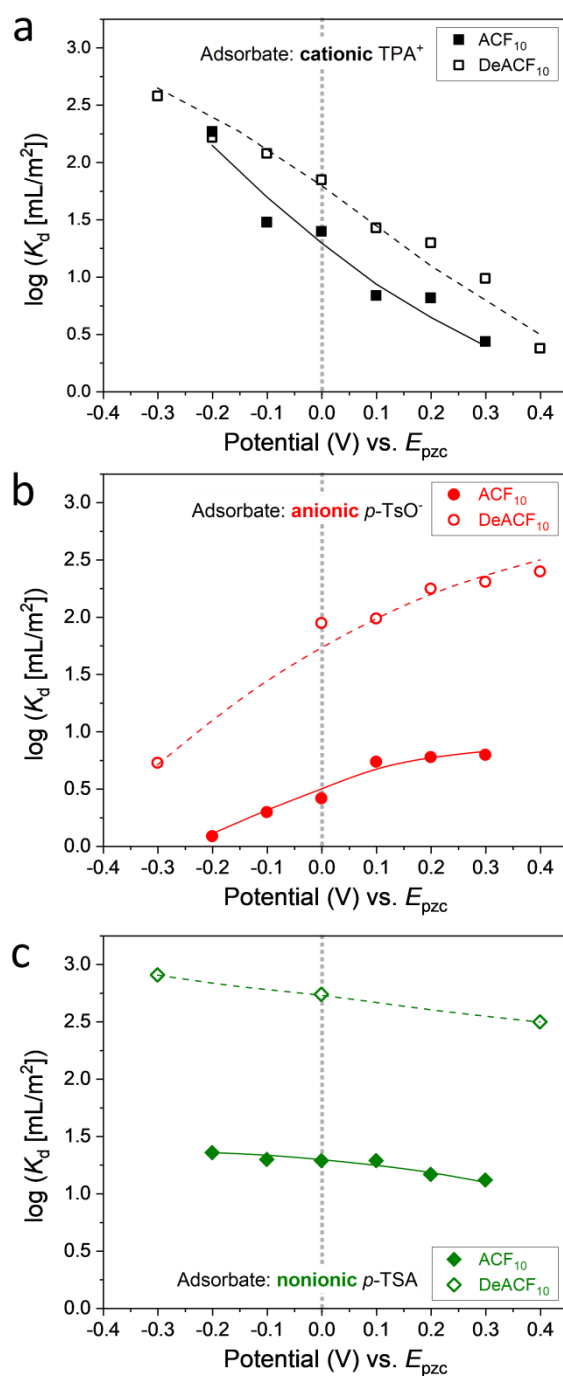 a
Adsorbate: cationic TPA⁺
ACF₁₀
DeACF₁₀
log (K_d [mL/m²])
3.0
2.5
2.0
1.5
1.0
0.5
0.0
-0.4 -0.3 -0.2 -0.1 0.0 0.1 0.2 0.3 0.4
Potential (V) vs. E_pzc
b
Adsorbate: anionic p-TsO⁻
ACF₁₀
DeACF₁₀
log (K_d [mL/m²])
3.0
2.5
2.0
1.5
1.0
0.5
0.0
-0.4 -0.3 -0.2 -0.1 0.0 0.1 0.2 0.3 0.4
Potential (V) vs. E_pzc
c
log (K_d [mL/m²])
3.0
2.5
2.0
1.5
1.0
0.5
0.0
Adsorbate: nonionic p-TSA
ACF₁₀
DeACF₁₀
-0.4 -0.3 -0.2 -0.1 0.0 0.1 0.2 0.3 0.4
Potential (V) vs. E_pzc